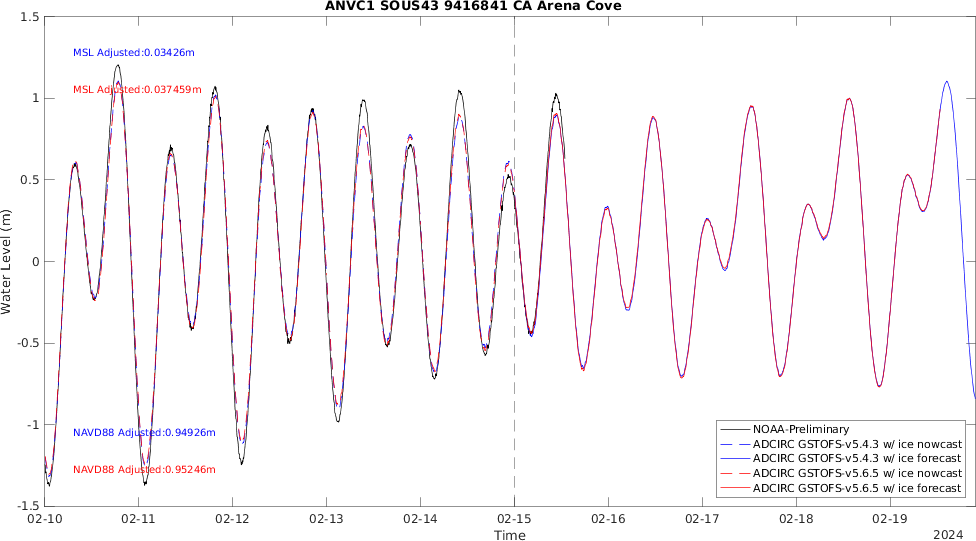 ANVC1 SOUS43 9416841 CA Arena Cove
1.5
MSL Adjusted:0.03426m
1
MSL Adjusted:0.037459m
0.5
0
Water Level (m)
-0.5
-1
NAVD88 Adjusted:0.94926m
NAVD88 Adjusted:0.95246m
-1.5
NOAA-Preliminary
ADCIRC GSTOFS-v5.4.3 w/ ice nowcast
ADCIRC GSTOFS-v5.4.3 w/ ice forecast
ADCIRC GSTOFS-v5.6.5 w/ ice nowcast
ADCIRC GSTOFS-v5.6.5 w/ ice forecast
02-10 02-11 02-12 02-13 02-14 02-15 02-16 02-17 02-18 02-19
Time
2024